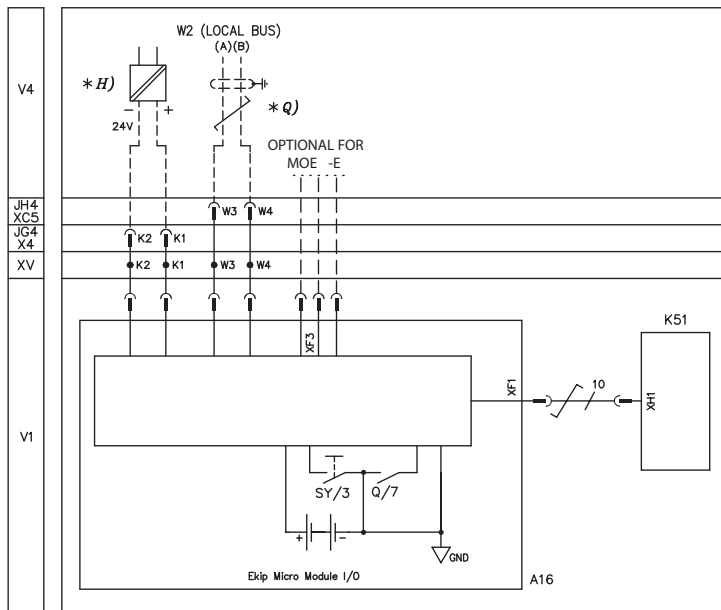 W2 (LOCAL BUS)
(A)(B)
V4
*H)
*Q)
− +
24V
OPTIONAL FOR
MOE -E
JH4
XC5
W3 W4
JG4
X4
K2 K1
XV
K2 K1 W3 W4
K51
XF3
XF1
10
XH1
V1
SY/3
Q/7
+ −
GND
Ekip Micro Module I/O
A16